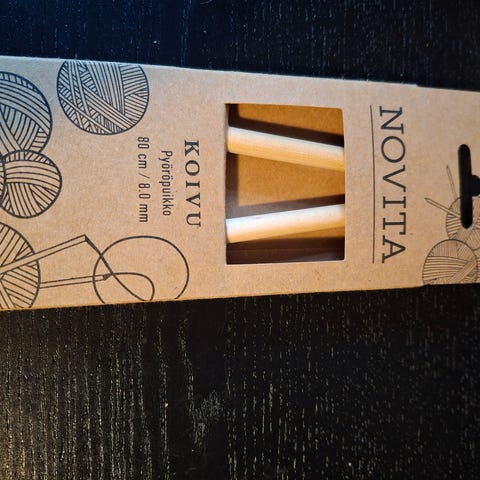 NOVITA
KOIVU
Pyöröpuikko
80 cm / 8.0 mm